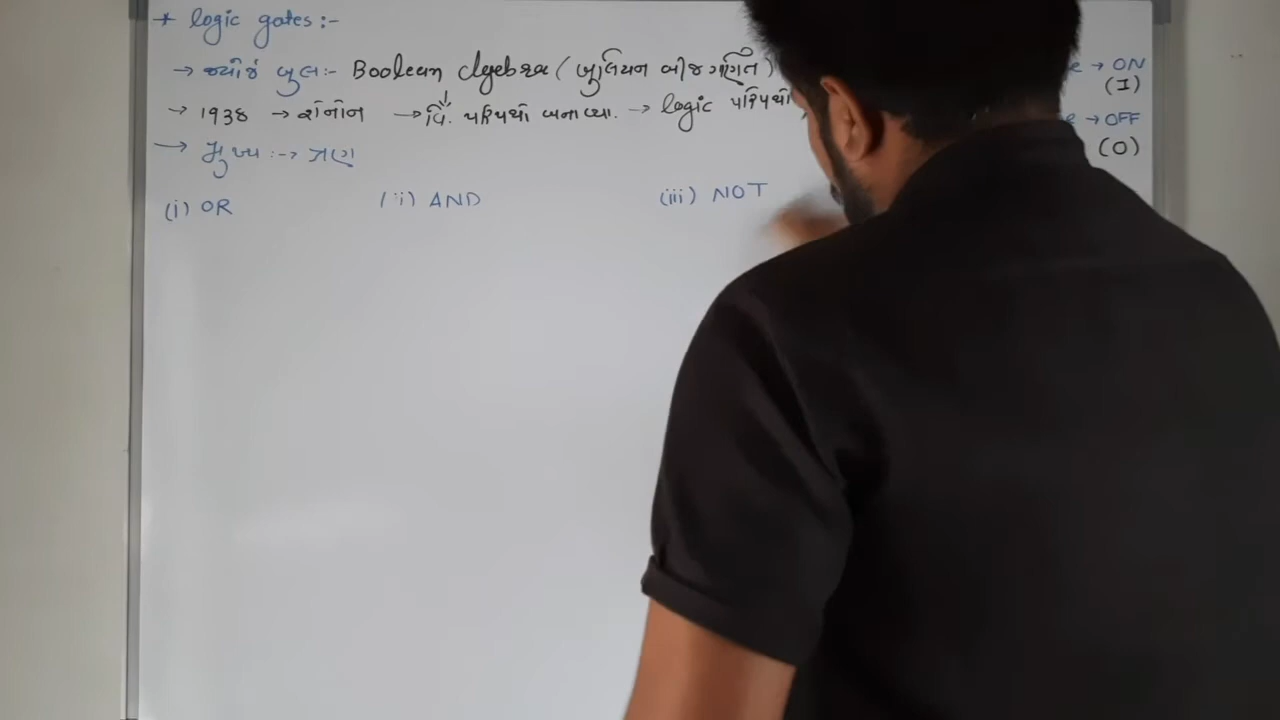 * logic gates :-
→ જ્યોર્જ બુલ :- Boolean Algebra ( બુલિયન બીજ ગણિત ) → ON
(1)
→ 1938 → શેનોન → વિ. પરિપથો બનાવ્યા. → logic પરિપથો → OFF
(0)
→ મુખ્ય :-→ ત્રણ
(i) OR (ii) AND (iii) NOT